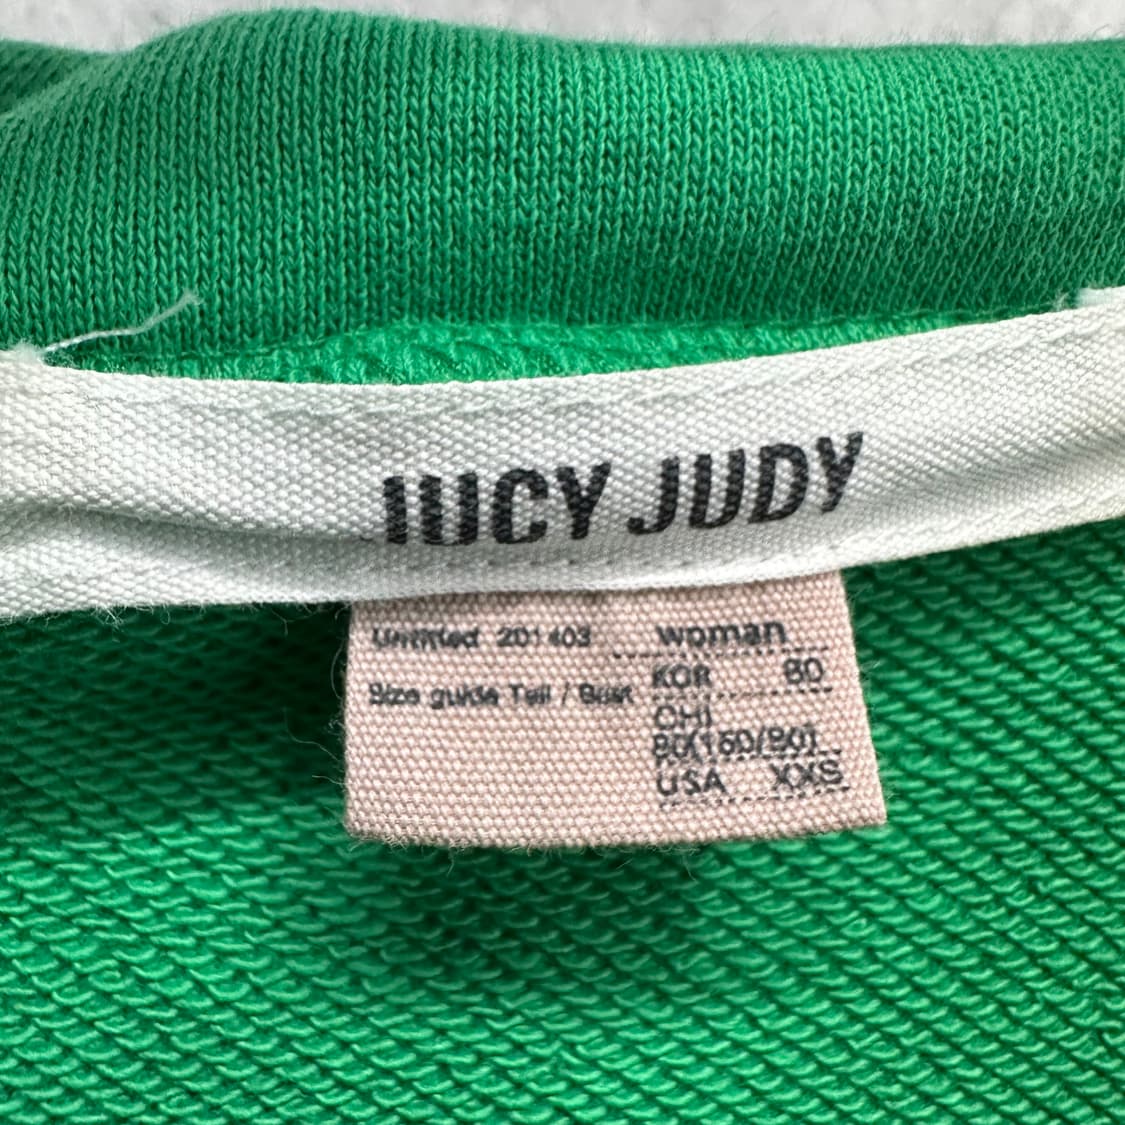 JUCY JUDY
Untitled 201403
Size guide Tall / Bust
woman
KOR 80
CHI
80(160/80)
USA XXS